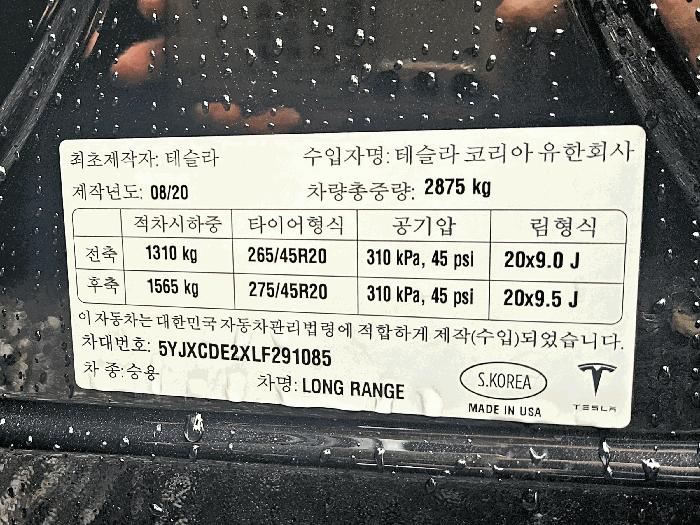 최초제작자: 테슬라 수입자명: 테슬라 코리아 유한회사
제작년도: 08/20 차량총중량: 2875 kg
적차시하중 타이어형식 공기압 림형식
전축 1310 kg 265/45R20 310 kPa, 45 psi 20x9.0 J
후축 1565 kg 275/45R20 310 kPa, 45 psi 20x9.5 J
이 자동차는 대한민국 자동차관리법령에 적합하게 제작(수입)되었습니다.
차대번호: 5YJXCDE2XLF291085
차 종: 승용 차명: LONG RANGE S.KOREA
MADE IN USA TESLA